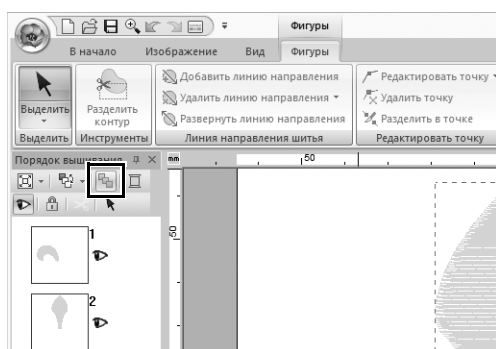 Фигуры
В начало Изображение Вид Фигуры
Выделить
Разделить контур
Добавить линию направления
Удалить линию направления
Развернуть линию направления
Редактировать точку
Удалить точку
Разделить в точке
Выделить Инструменты Линия направления шитья Редактировать точку
Порядок вышивания
mm 50
50
1
2